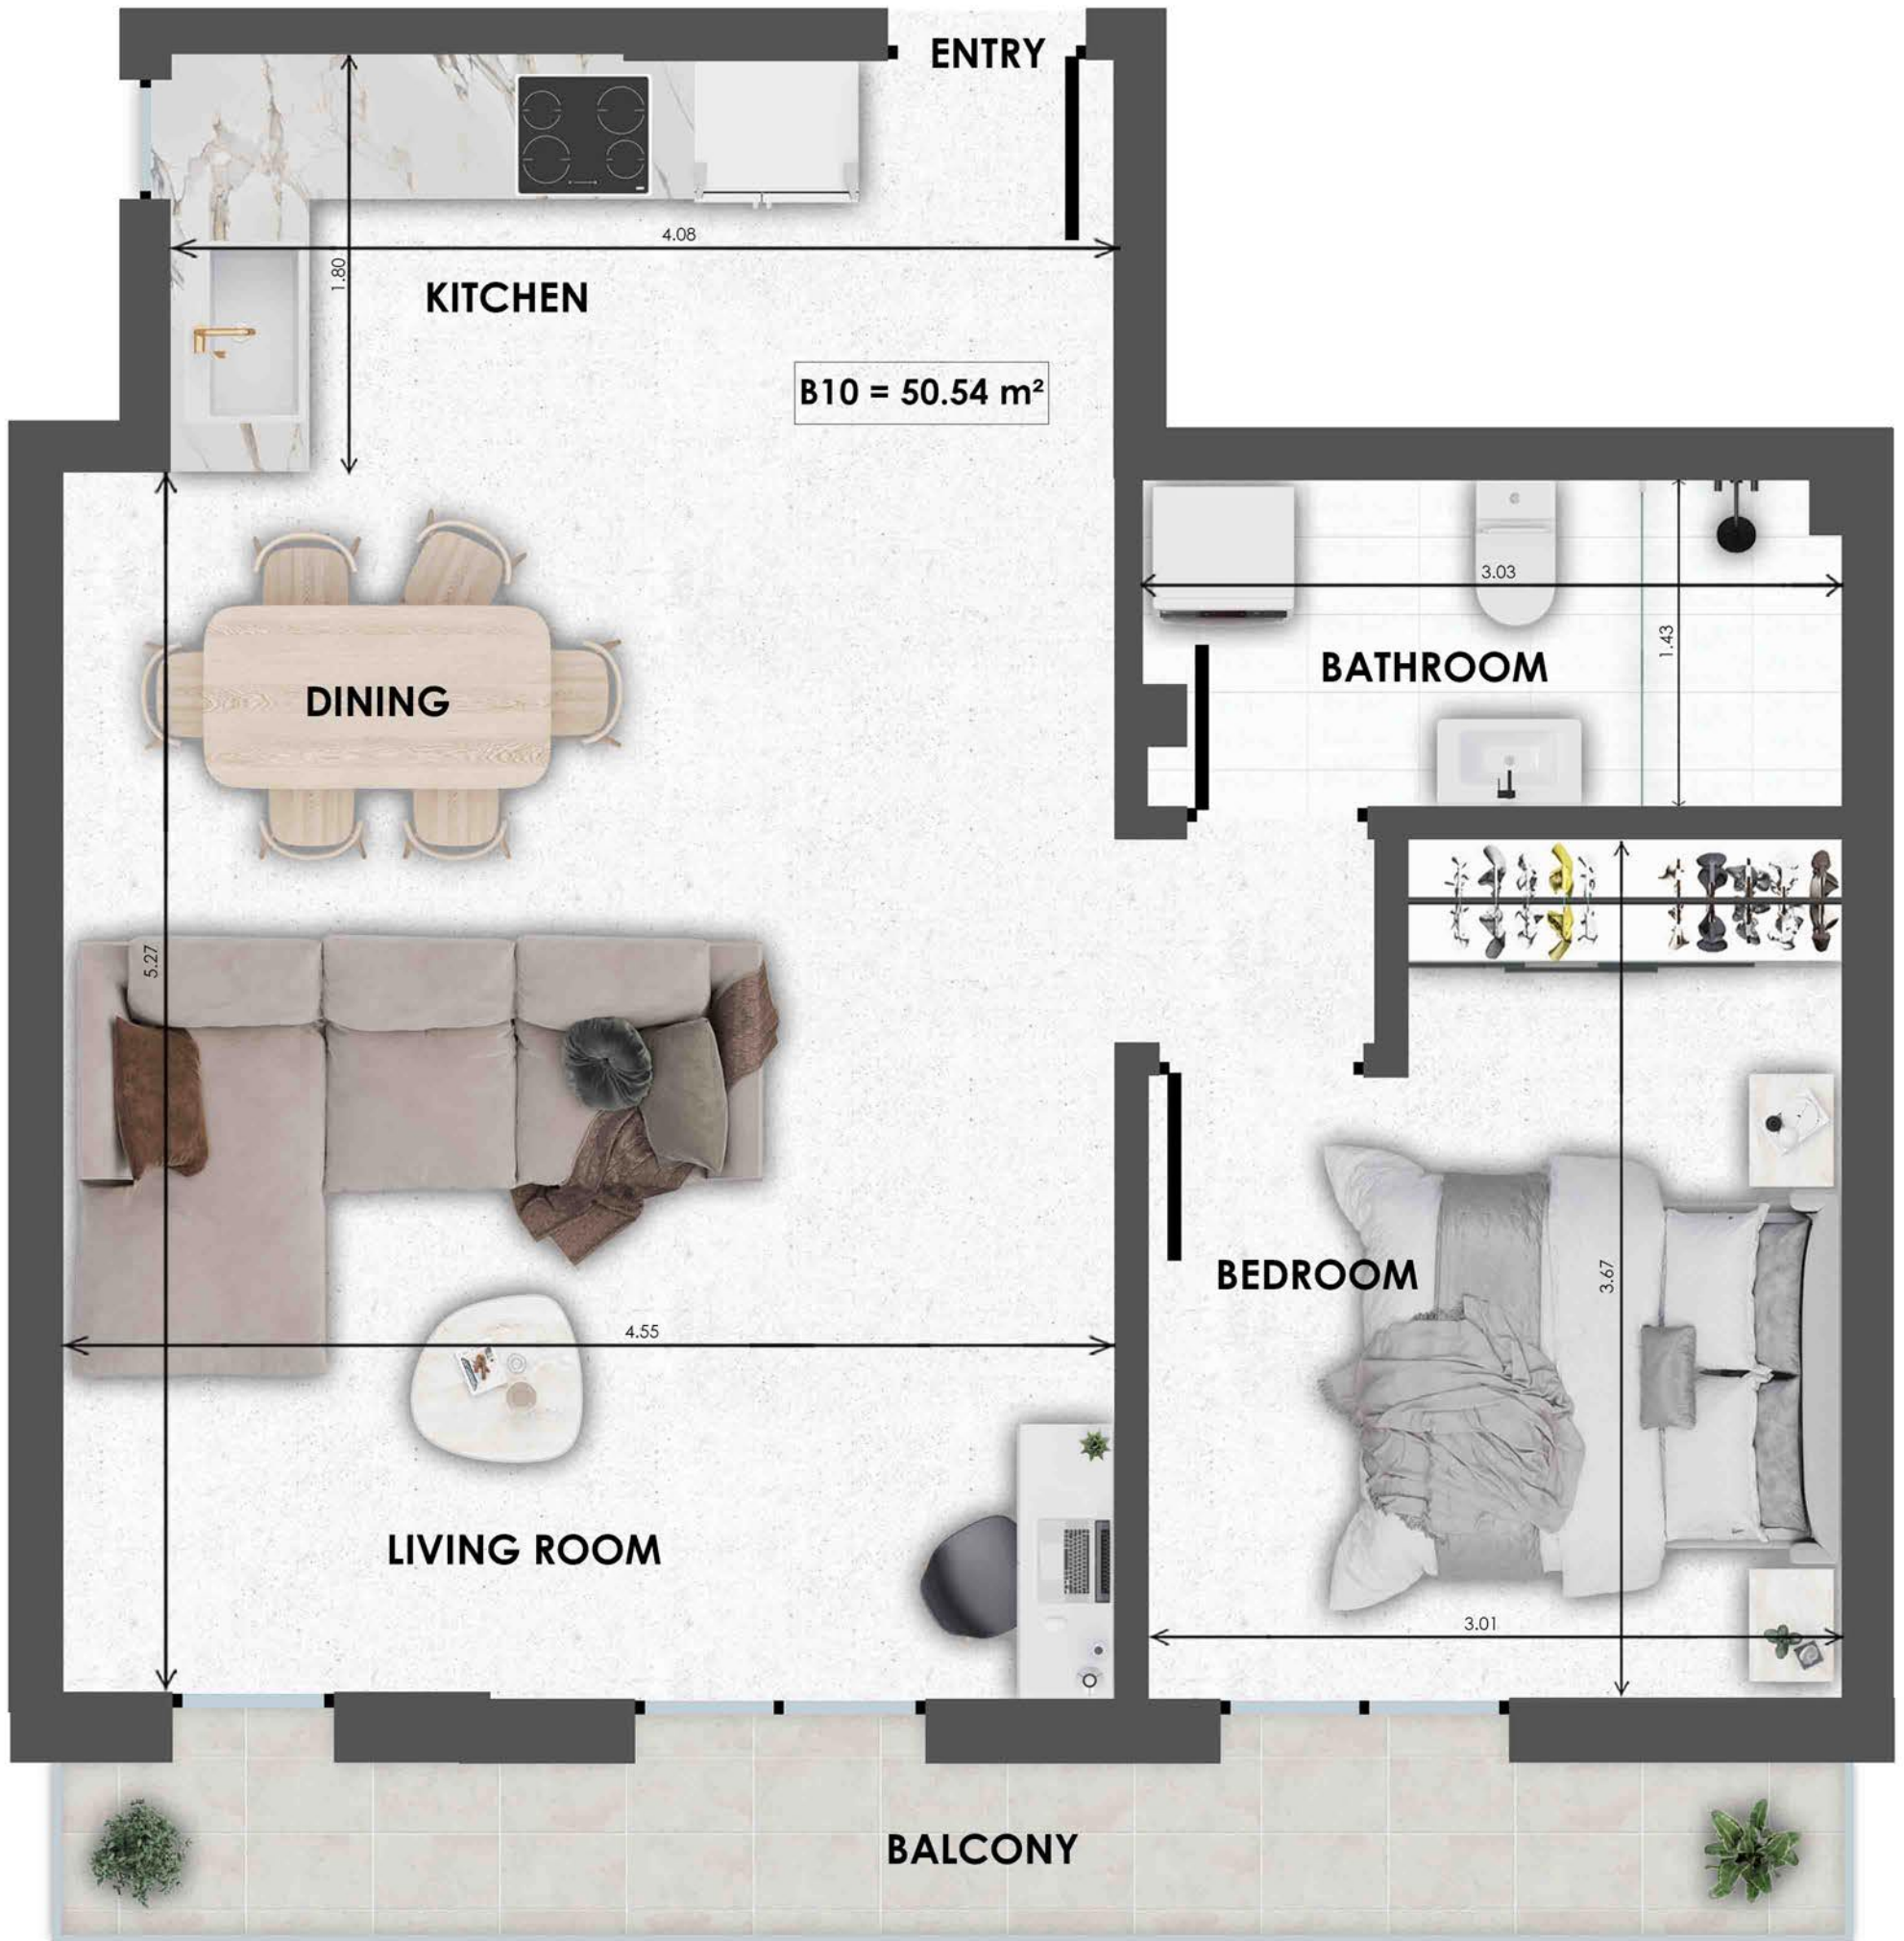 ENTRY
4.08
1.80
KITCHEN
B10 = 50.54 m²
3.03
1.43
BATHROOM
DINING
5.27
BEDROOM
3.67
4.55
LIVING ROOM
3.01
BALCONY